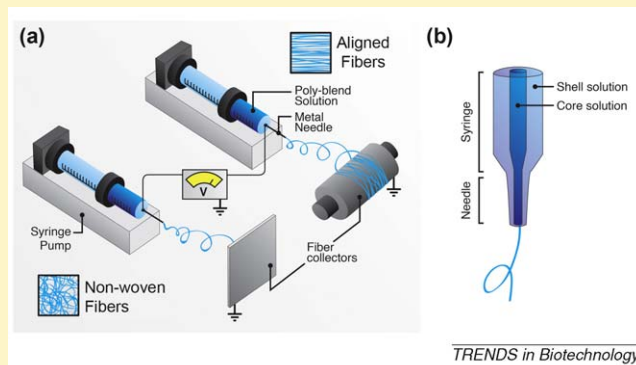 (a)
Aligned
Fibers
Poly-blend
Solution
Metal
Needle
V
Syringe
Pump
Fiber
collectors
Non-woven
Fibers
(b)
Shell solution
Core solution
Syringe
Needle
TRENDS in Biotechnology